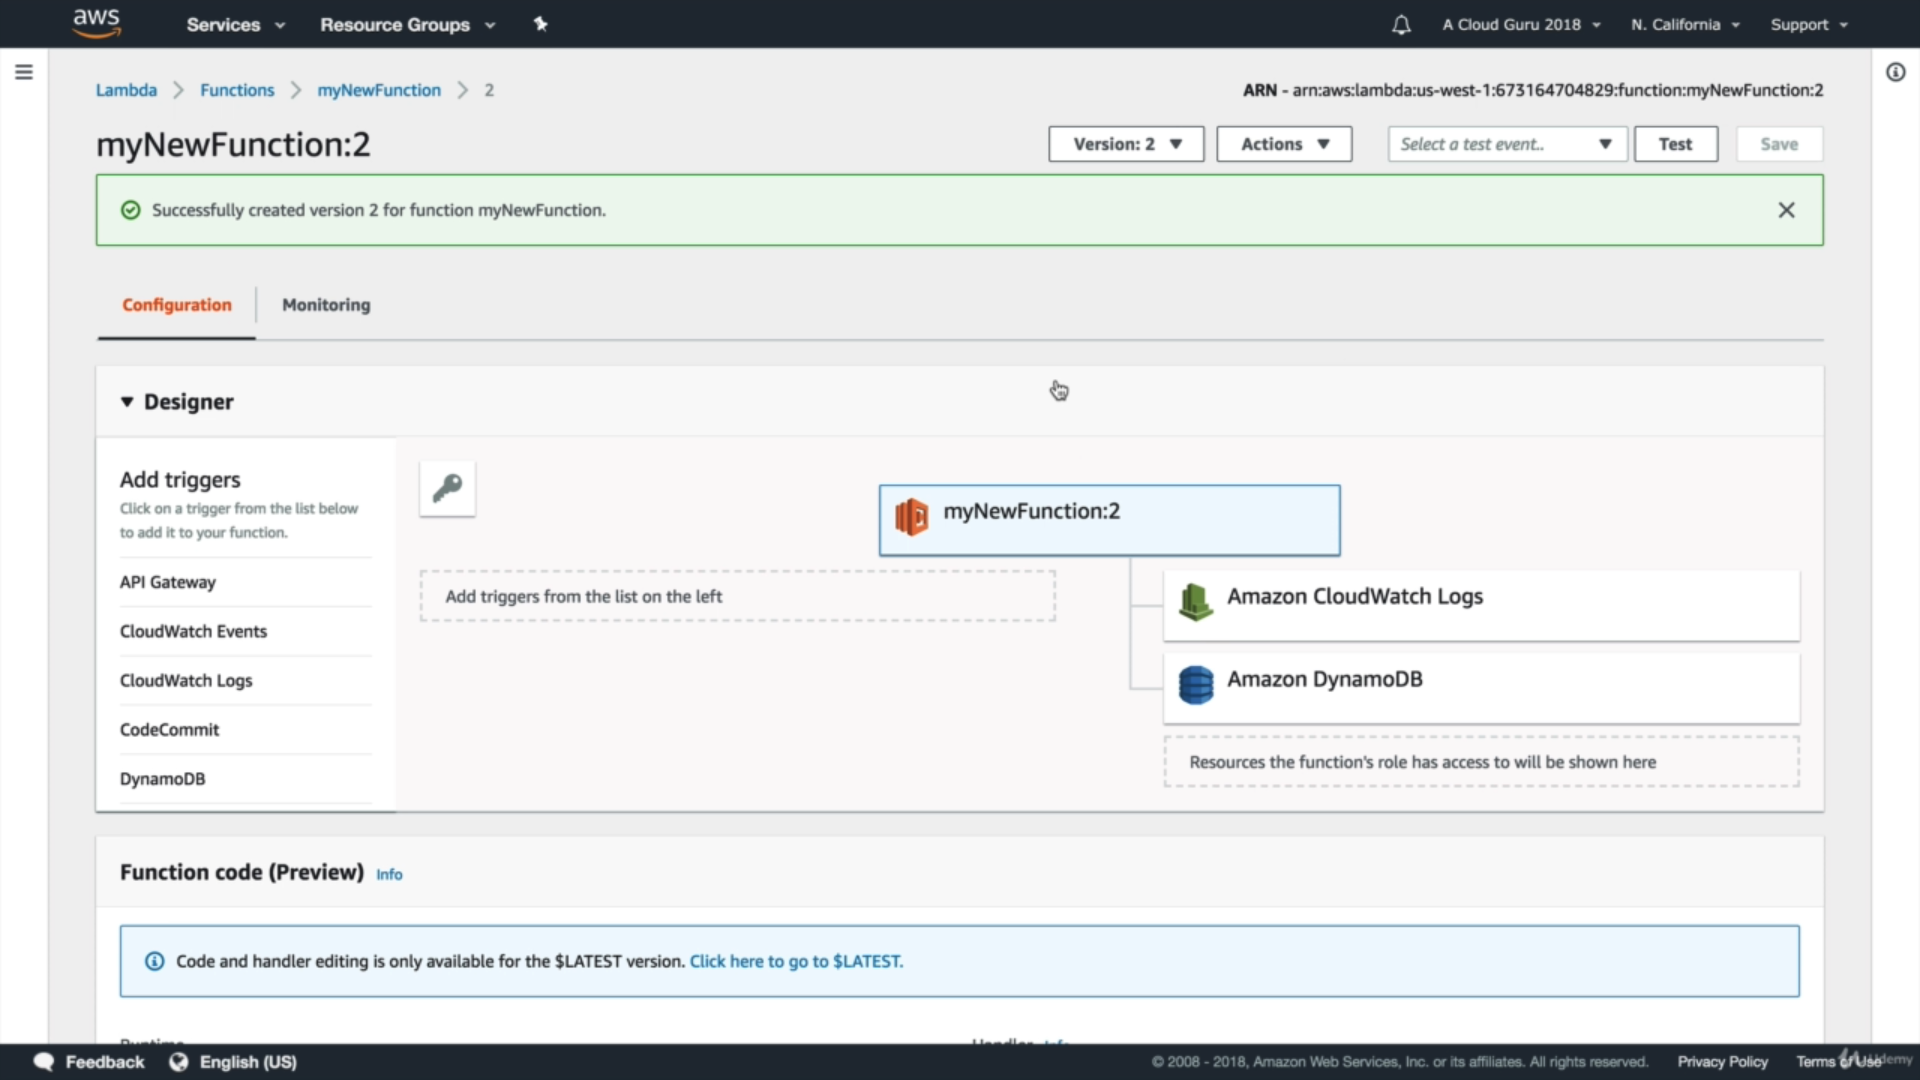 aws
Services
Resource Groups
A Cloud Guru 2018
N. California
Support
Lambda
Functions
myNewFunction
2
ARN - arn:aws:lambda:us-west-1:673164704829:function:myNewFunction:2
myNewFunction:2
Version: 2
Actions
Select a test event..
Test
Save
Successfully created version 2 for function myNewFunction.
Configuration
Monitoring
Designer
Add triggers
Click on a trigger from the list below
to add it to your function.
API Gateway
CloudWatch Events
CloudWatch Logs
CodeCommit
DynamoDB
myNewFunction:2
Add triggers from the list on the left
Amazon CloudWatch Logs
Amazon DynamoDB
Resources the function's role has access to will be shown here
Function code (Preview) Info
Code and handler editing is only available for the $LATEST version. Click here to go to $LATEST.
Runtime
Handler Info
Feedback
English (US)
© 2008 - 2018, Amazon Web Services, Inc. or its affiliates. All rights reserved.
Privacy Policy
Terms of Use